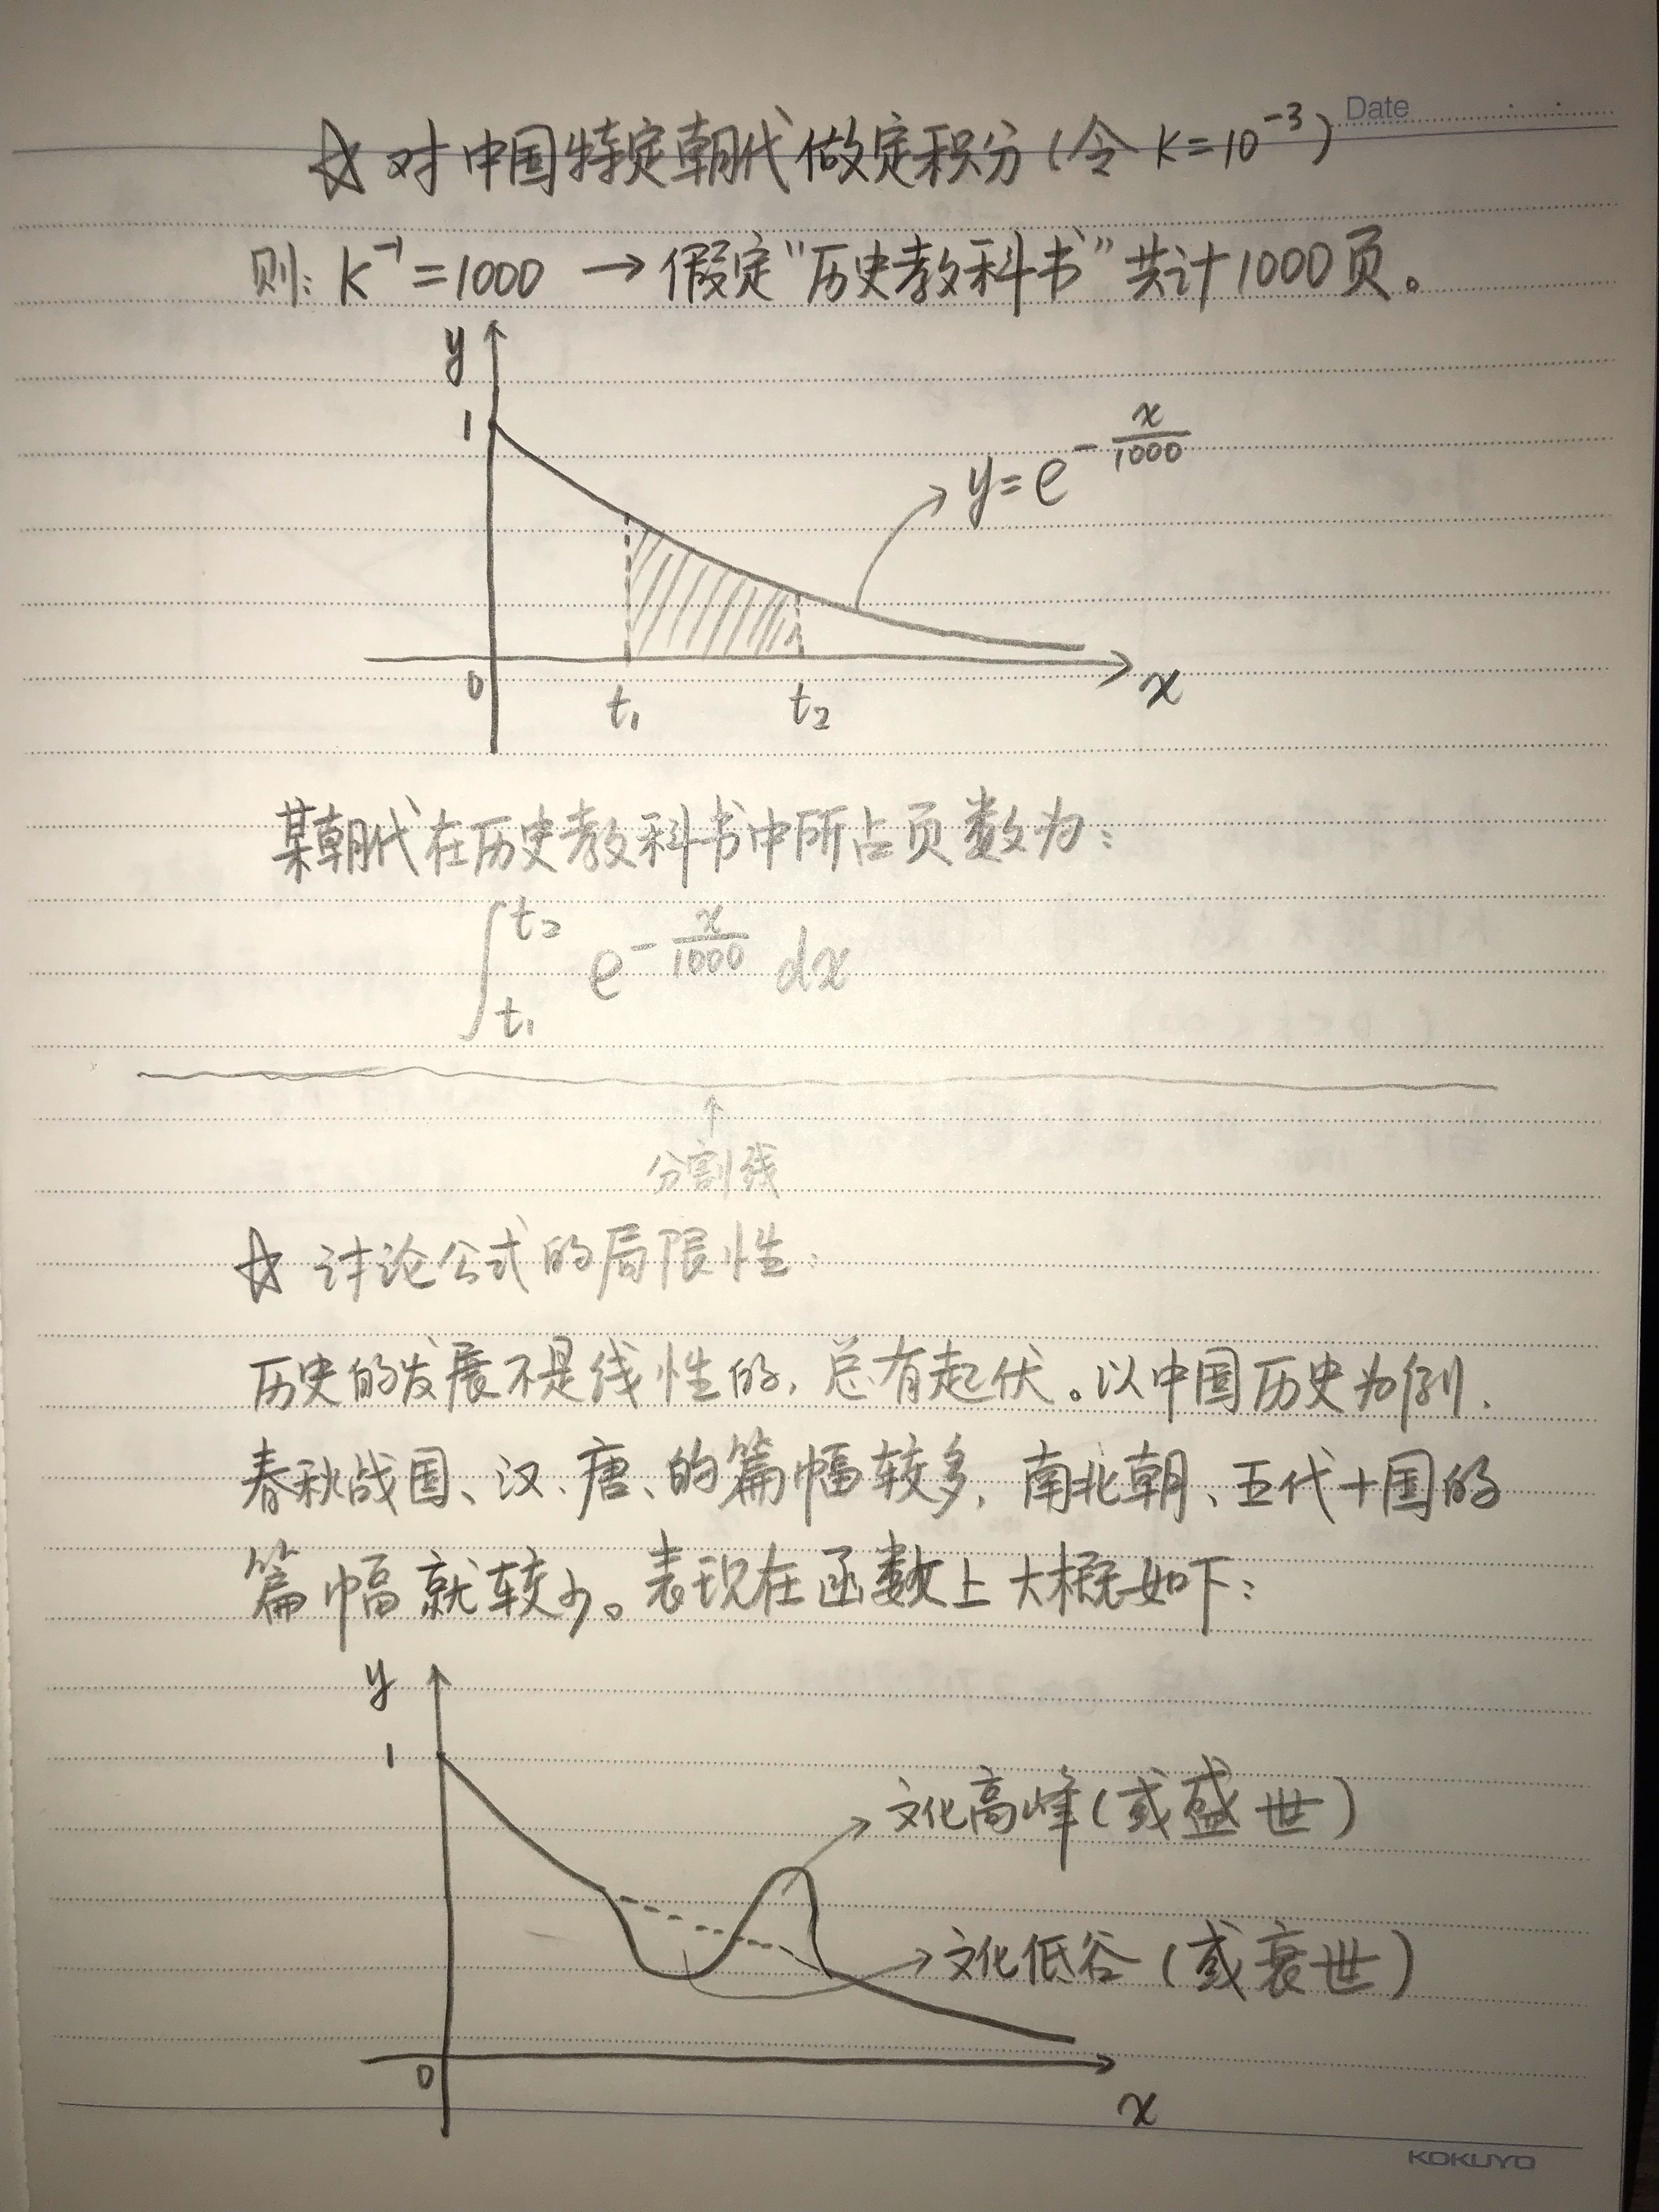 Date
☆ 对中国特定朝代做定积分(令 k=10⁻³)
则: k⁻¹=1000 → 假定"历史教科书"共计1000页。
y
1
y=e^{-x/1000}
0
t₁
t₂
x
某朝代在历史教科书中所占页数为:
∫_{t₁}^{t₂} e^{-x/1000} dx
↑
分割线
☆ 讨论公式的局限性:
历史的发展不是线性的, 总有起伏。以中国历史为例,
春秋战国、汉、唐、的篇幅较多, 南北朝、五代十国的
篇幅就较少。表现在函数上大概如下:
y
1
文化高峰(或盛世)
文化低谷(或衰世)
0
x
KOKUYO